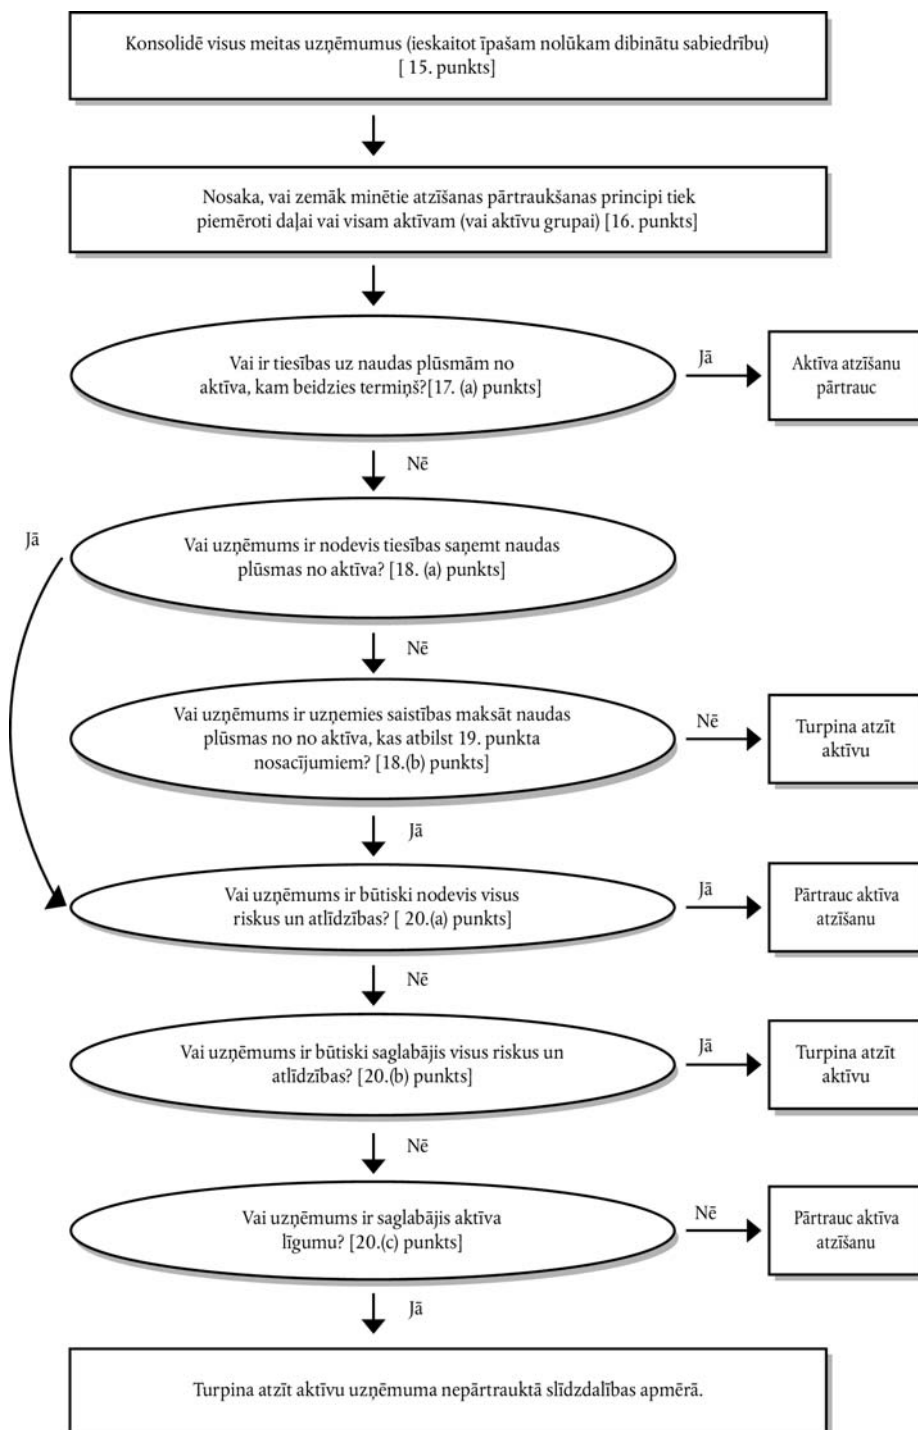 Konsolidē visus meitas uzņēmumus (ieskaitot īpašam nolūkam dibinātu sabiedrību)
[ 15. punkts]
Nosaka, vai zemāk minētie atzīšanas pārtraukšanas principi tiek
piemēroti daļai vai visam aktīvam (vai aktīvu grupai) [16. punkts]
Vai ir tiesības uz naudas plūsmām no
aktīva, kam beidzies termiņš?[17. (a) punkts]
Jā
Aktīva atzīšanu
pārtrauc
Nē
Jā
Vai uzņēmums ir nodevis tiesības saņemt naudas
plūsmas no aktīva? [18. (a) punkts]
Nē
Vai uzņēmums ir uzņemies saistības maksāt naudas
plūsmas no no aktīva, kas atbilst 19. punkta
nosacījumiem? [18.(b) punkts]
Nē
Turpina atzīt
aktīvu
Jā
Vai uzņēmums ir būtiski nodevis visus
riskus un atlīdzības? [ 20.(a) punkts]
Jā
Pārtrauc aktīva
atzīšanu
Nē
Vai uzņēmums ir būtiski saglabājis visus riskus un
atlīdzības? [20.(b) punkts]
Jā
Turpina atzīt
aktīvu
Nē
Vai uzņēmums ir saglabājis aktīva
līgumu? [20.(c) punkts]
Nē
Pārtrauc aktīva
atzīšanu
Jā
Turpina atzīt aktīvu uzņēmuma nepārtrauktā slīdzdalības apmērā.